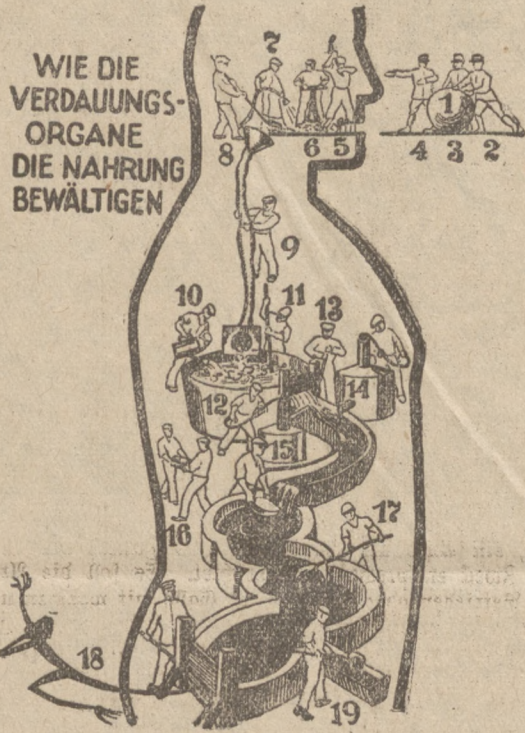 WIE DIE
VERDAUUNGS-
ORGANE
DIE NAHRUNG
BEWÄLTIGEN
7
1
8 6 5 4 3 2
9
10 11 13
12 14
15
16 17
18
19